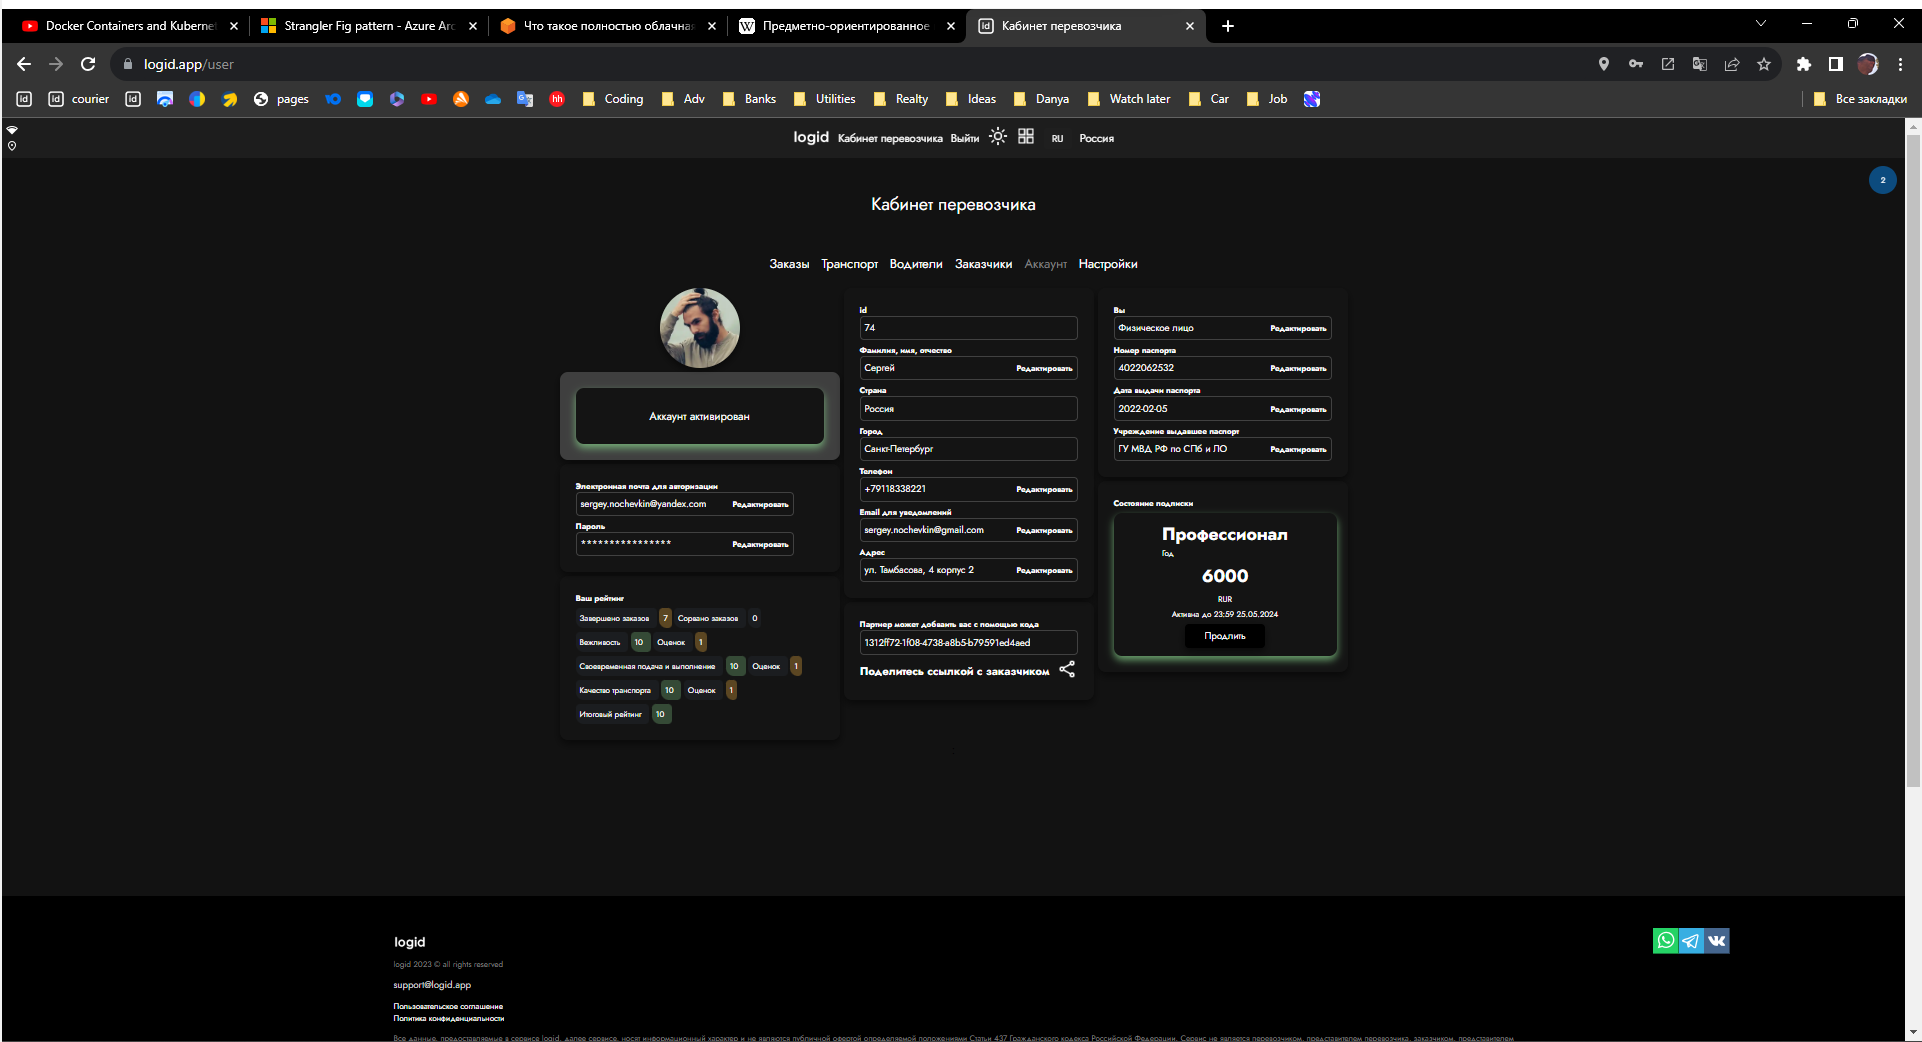 Docker Containers and Kuberne
Strangler Fig pattern - Azure Arc
Что такое полностью облачная
Предметно-ориентированное
Кабинет перевозчика
logid.app/user
courier
pages
Coding
Adv
Banks
Utilities
Realty
Ideas
Danya
Watch later
Car
Job
Все закладки
logid Кабинет перевозчика Выйти RU Россия
2
Кабинет перевозчика
Заказы Транспорт Водители Заказчики Аккаунт Настройки
Аккаунт активирован
Электронная почта для авторизации
sergey.nochevkin@yandex.com Редактировать
Пароль
**************** Редактировать
Ваш рейтинг
Завершено заказов 7 Сорвано заказов 0
Вежливость 10 Оценок 1
Своевременная подача и выполнение 10 Оценок 1
Качество транспорта 10 Оценок 1
Итоговый рейтинг 10
Id
74
Фамилия, имя, отчество
Сергей Редактировать
Страна
Россия
Город
Санкт-Петербург
Телефон
+79118338221 Редактировать
Email для уведомлений
sergey.nochevkin@gmail.com Редактировать
Адрес
ул. Тамбасова, 4 корпус 2 Редактировать
Партнер может добавить вас с помощью кода
1312ff72-1f08-4738-a8b5-b79591ed4aed
Поделитесь ссылкой с заказчиком
Вы
Физическое лицо Редактировать
Номер паспорта
4022062532 Редактировать
Дата выдачи паспорта
2022-02-05 Редактировать
Учреждение выдавшее паспорт
ГУ МВД РФ по СПб и ЛО Редактировать
Состояние подписки
Профессионал
Год
6000
RUR
Активна до 23:59 25.05.2024
Продлить
logid
logid 2023 © all rights reserved
support@logid.app
Пользовательское соглашение
Политика конфиденциальности
Все данные, предоставляемые в сервисе logid, далее сервисе, носят информационный характер и не являются публичной офертой определяемой положениями Статьи 437 Гражданского кодекса Российской Федерации. Сервис не является перевозчиком, представителем перевозчика, заказчиком, представителем